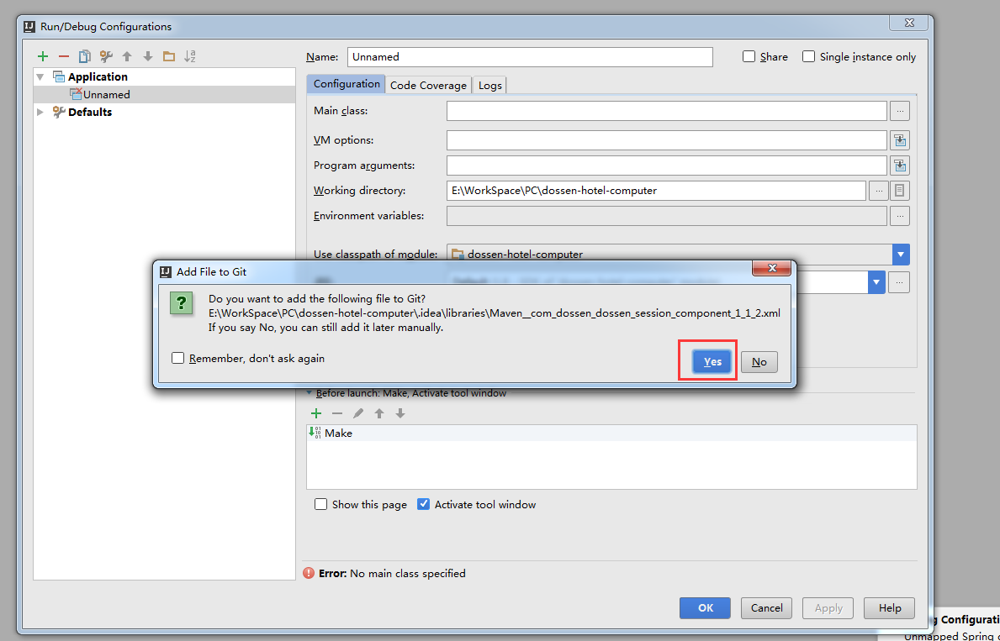 Run/Debug Configurations
Name: Unnamed
Share
Single instance only
Application
Unnamed
Defaults
Configuration
Code Coverage
Logs
Main class:
VM options:
Program arguments:
Working directory: E:\WorkSpace\PC\dossen-hotel-computer
Environment variables:
Use classpath of module: dossen-hotel-computer
Add File to Git
Do you want to add the following file to Git?
E:\WorkSpace\PC\dossen-hotel-computer\.idea\libraries\Maven__com_dossen_dossen_session_component_1_1_2.xml
If you say No, you can still add it later manually.
Remember, don't ask again
Yes
No
Before launch: Make, Activate tool window
Make
Show this page
Activate tool window
Error: No main class specified
OK
Cancel
Apply
Help
g Configurati
Unmapped Spring